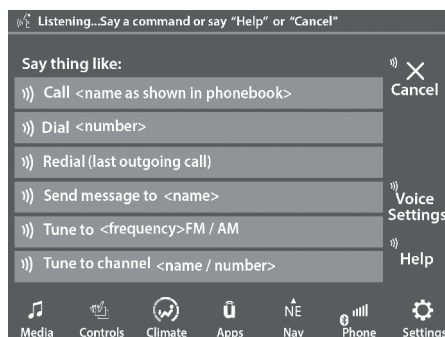 Listening...Say a command or say “Help” or “Cancel”
Say thing like:
Call <name as shown in phonebook>
Dial <number>
Redial (last outgoing call)
Send message to <name>
Tune to <frequency>FM / AM
Tune to channel <name / number>
Cancel
Voice
Settings
Help
NE
Media Controls Climate Apps Nav Phone Settings